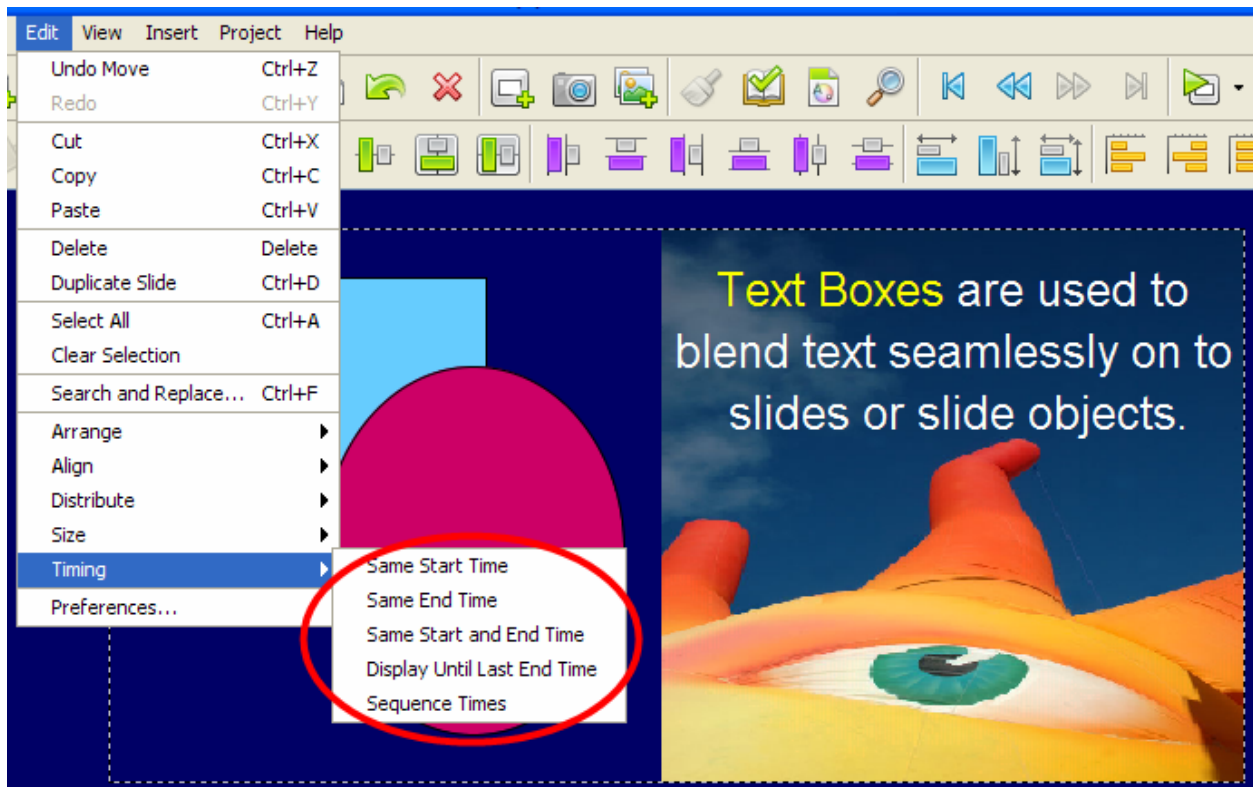 Edit View Insert Project Help
Undo Move Ctrl+Z
Redo Ctrl+Y
Cut Ctrl+X
Copy Ctrl+C
Paste Ctrl+V
Delete Delete
Duplicate Slide Ctrl+D
Select All Ctrl+A
Clear Selection
Search and Replace... Ctrl+F
Arrange
Align
Distribute
Size
Timing
Preferences...
Same Start Time
Same End Time
Same Start and End Time
Display Until Last End Time
Sequence Times
Text Boxes are used to
blend text seamlessly on to
slides or slide objects.